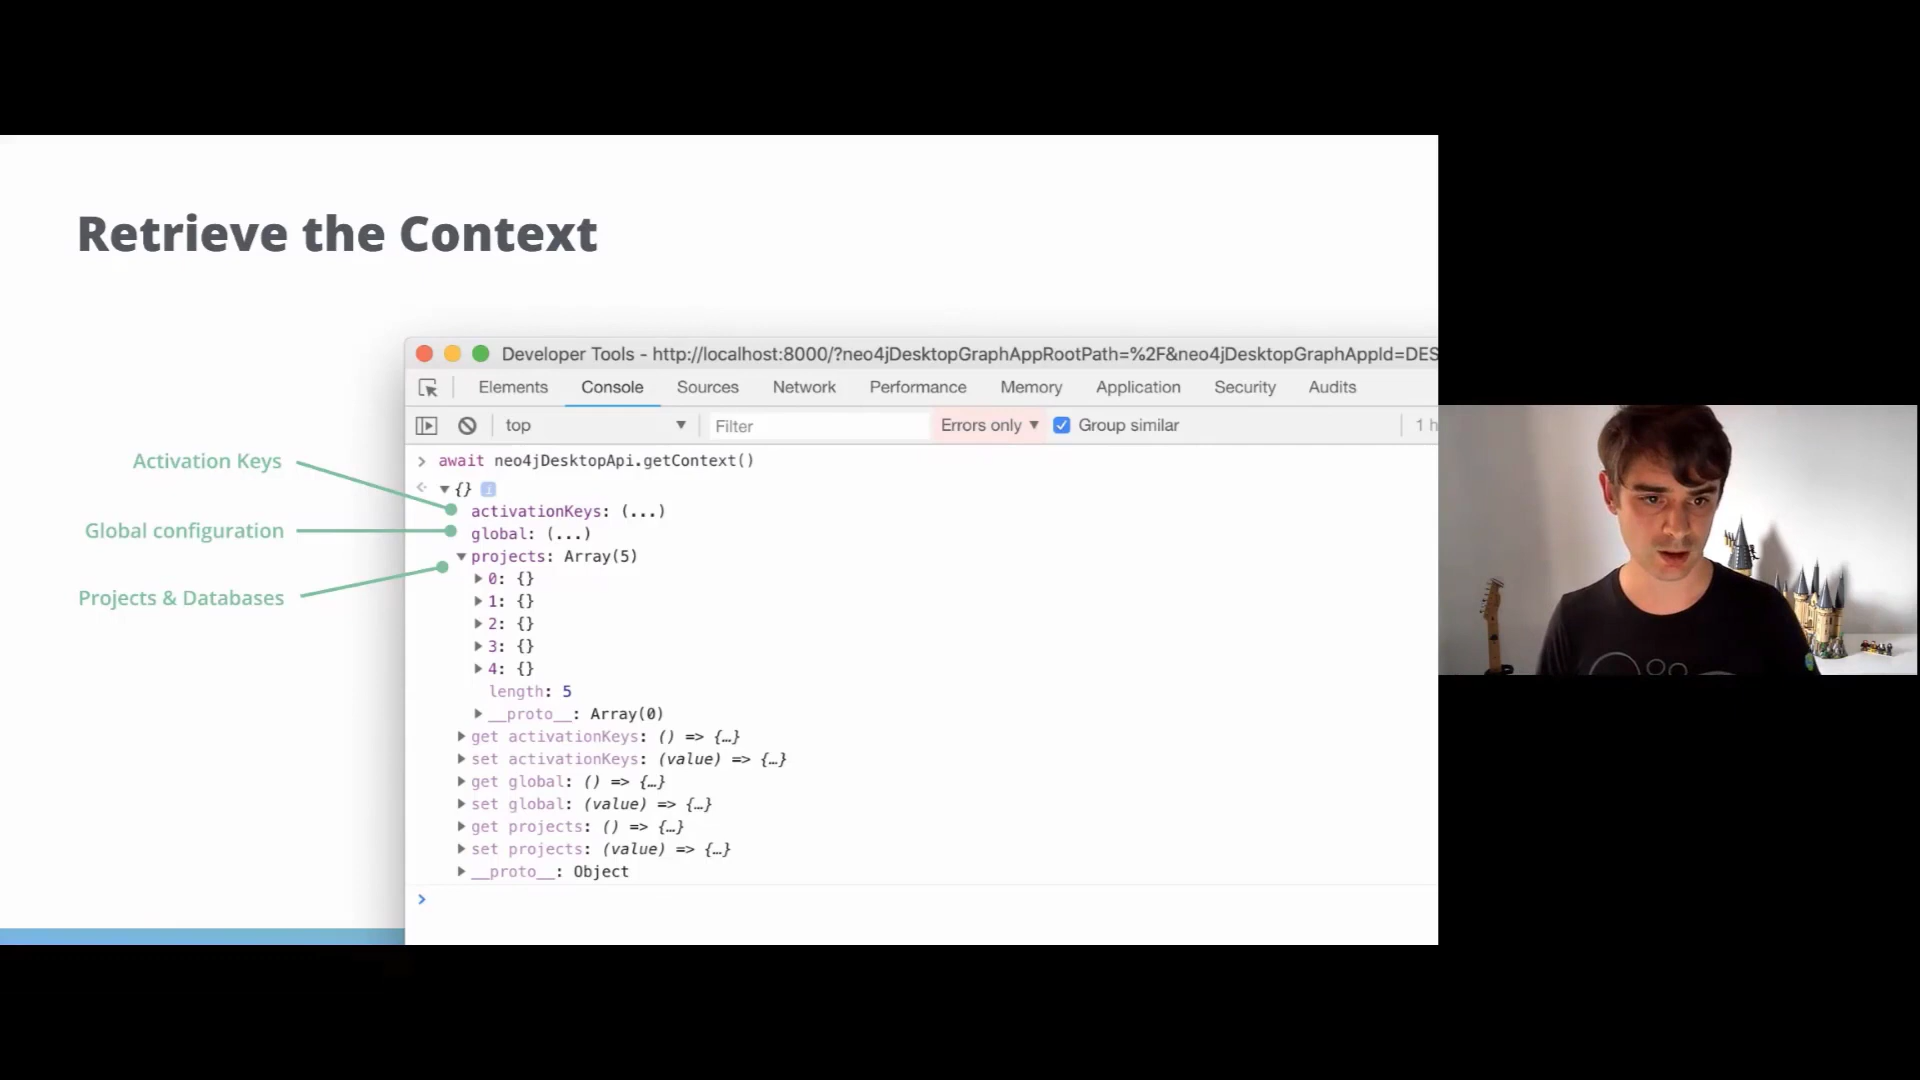 Retrieve the Context
Developer Tools - http://localhost:8000/?neo4jDesktopGraphAppRootPath=%2F&neo4jDesktopGraphAppId=DES
Elements Console Sources Network Performance Memory Application Security Audits
top Filter Errors only Group similar 1 h
Activation Keys
Global configuration
Projects & Databases
> await neo4jDesktopApi.getContext()
{} i
activationKeys: (...)
global: (...)
projects: Array(5)
0: {}
1: {}
2: {}
3: {}
4: {}
length: 5
__proto__: Array(0)
get activationKeys: () => {…}
set activationKeys: (value) => {…}
get global: () => {…}
set global: (value) => {…}
get projects: () => {…}
set projects: (value) => {…}
__proto__: Object
>